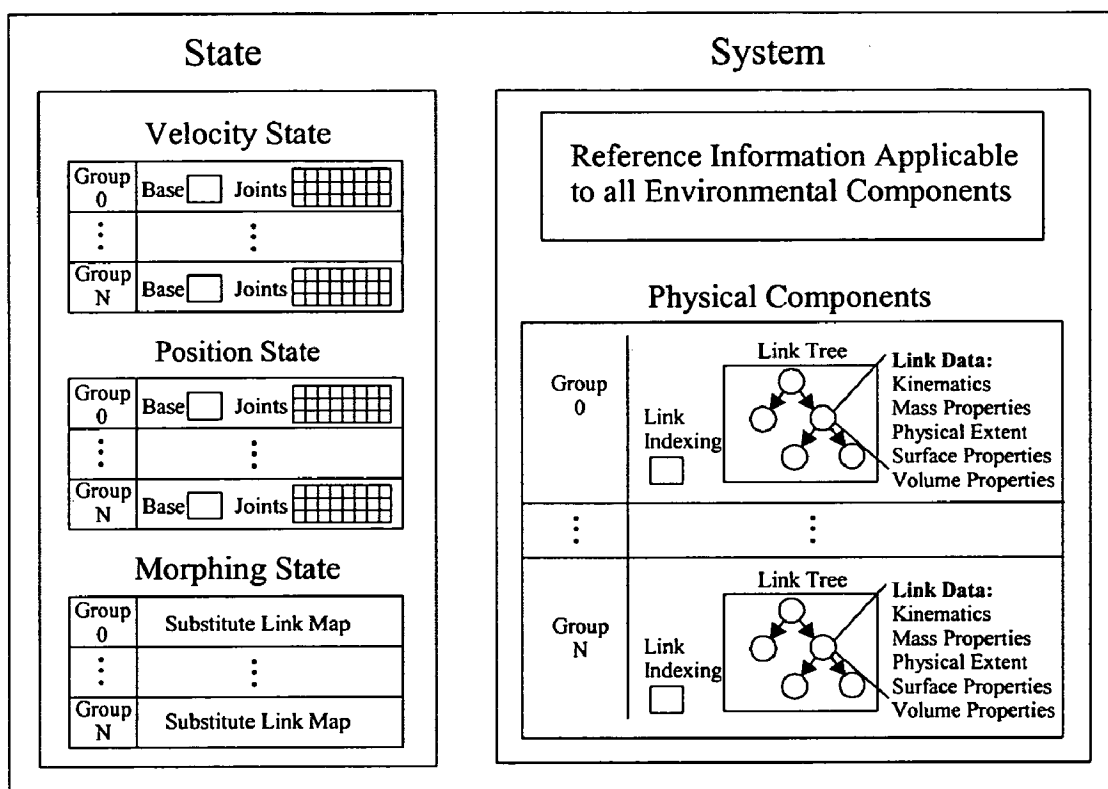 State
Velocity State
Group
0
Base
Joints
Group
N
Base
Joints
Position State
Group
0
Base
Joints
Group
N
Base
Joints
Morphing State
Group
0
Substitute Link Map
Group
N
Substitute Link Map
System
Reference Information Applicable
to all Environmental Components
Physical Components
Group
0
Link
Indexing
Link Tree
Link Data:
Kinematics
Mass Properties
Physical Extent
Surface Properties
Volume Properties
Group
N
Link
Indexing
Link Tree
Link Data:
Kinematics
Mass Properties
Physical Extent
Surface Properties
Volume Properties